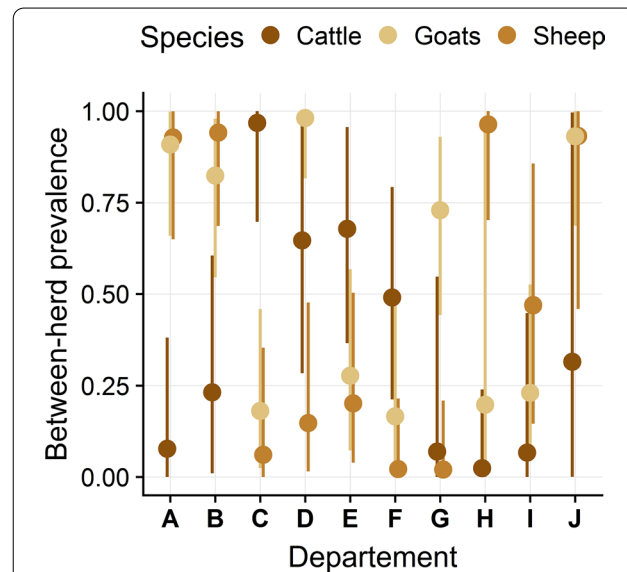 Species Cattle Goats Sheep
Between-herd prevalence
1.00
0.75
0.50
0.25
0.00
A B C D E F G H I J
Departement